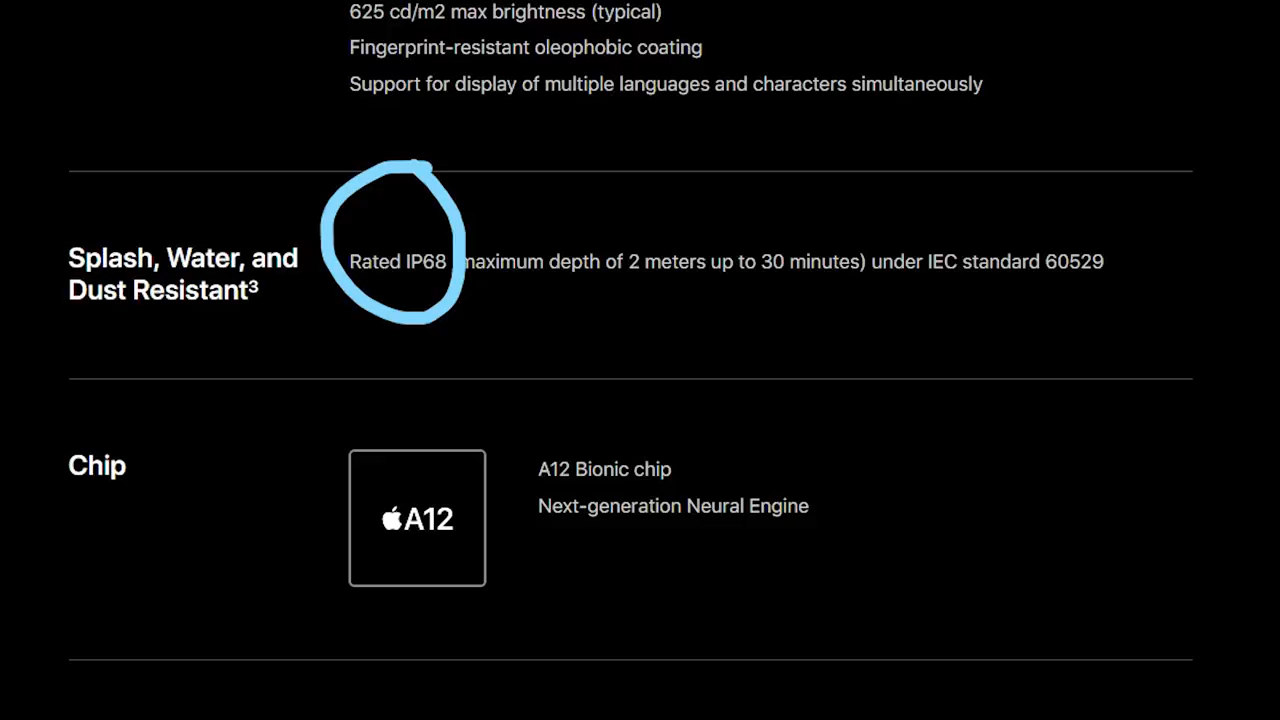 625 cd/m2 max brightness (typical)
Fingerprint-resistant oleophobic coating
Support for display of multiple languages and characters simultaneously
Splash, Water, and
Dust Resistant³
Rated IP68 (maximum depth of 2 meters up to 30 minutes) under IEC standard 60529
Chip
A12
A12 Bionic chip
Next-generation Neural Engine